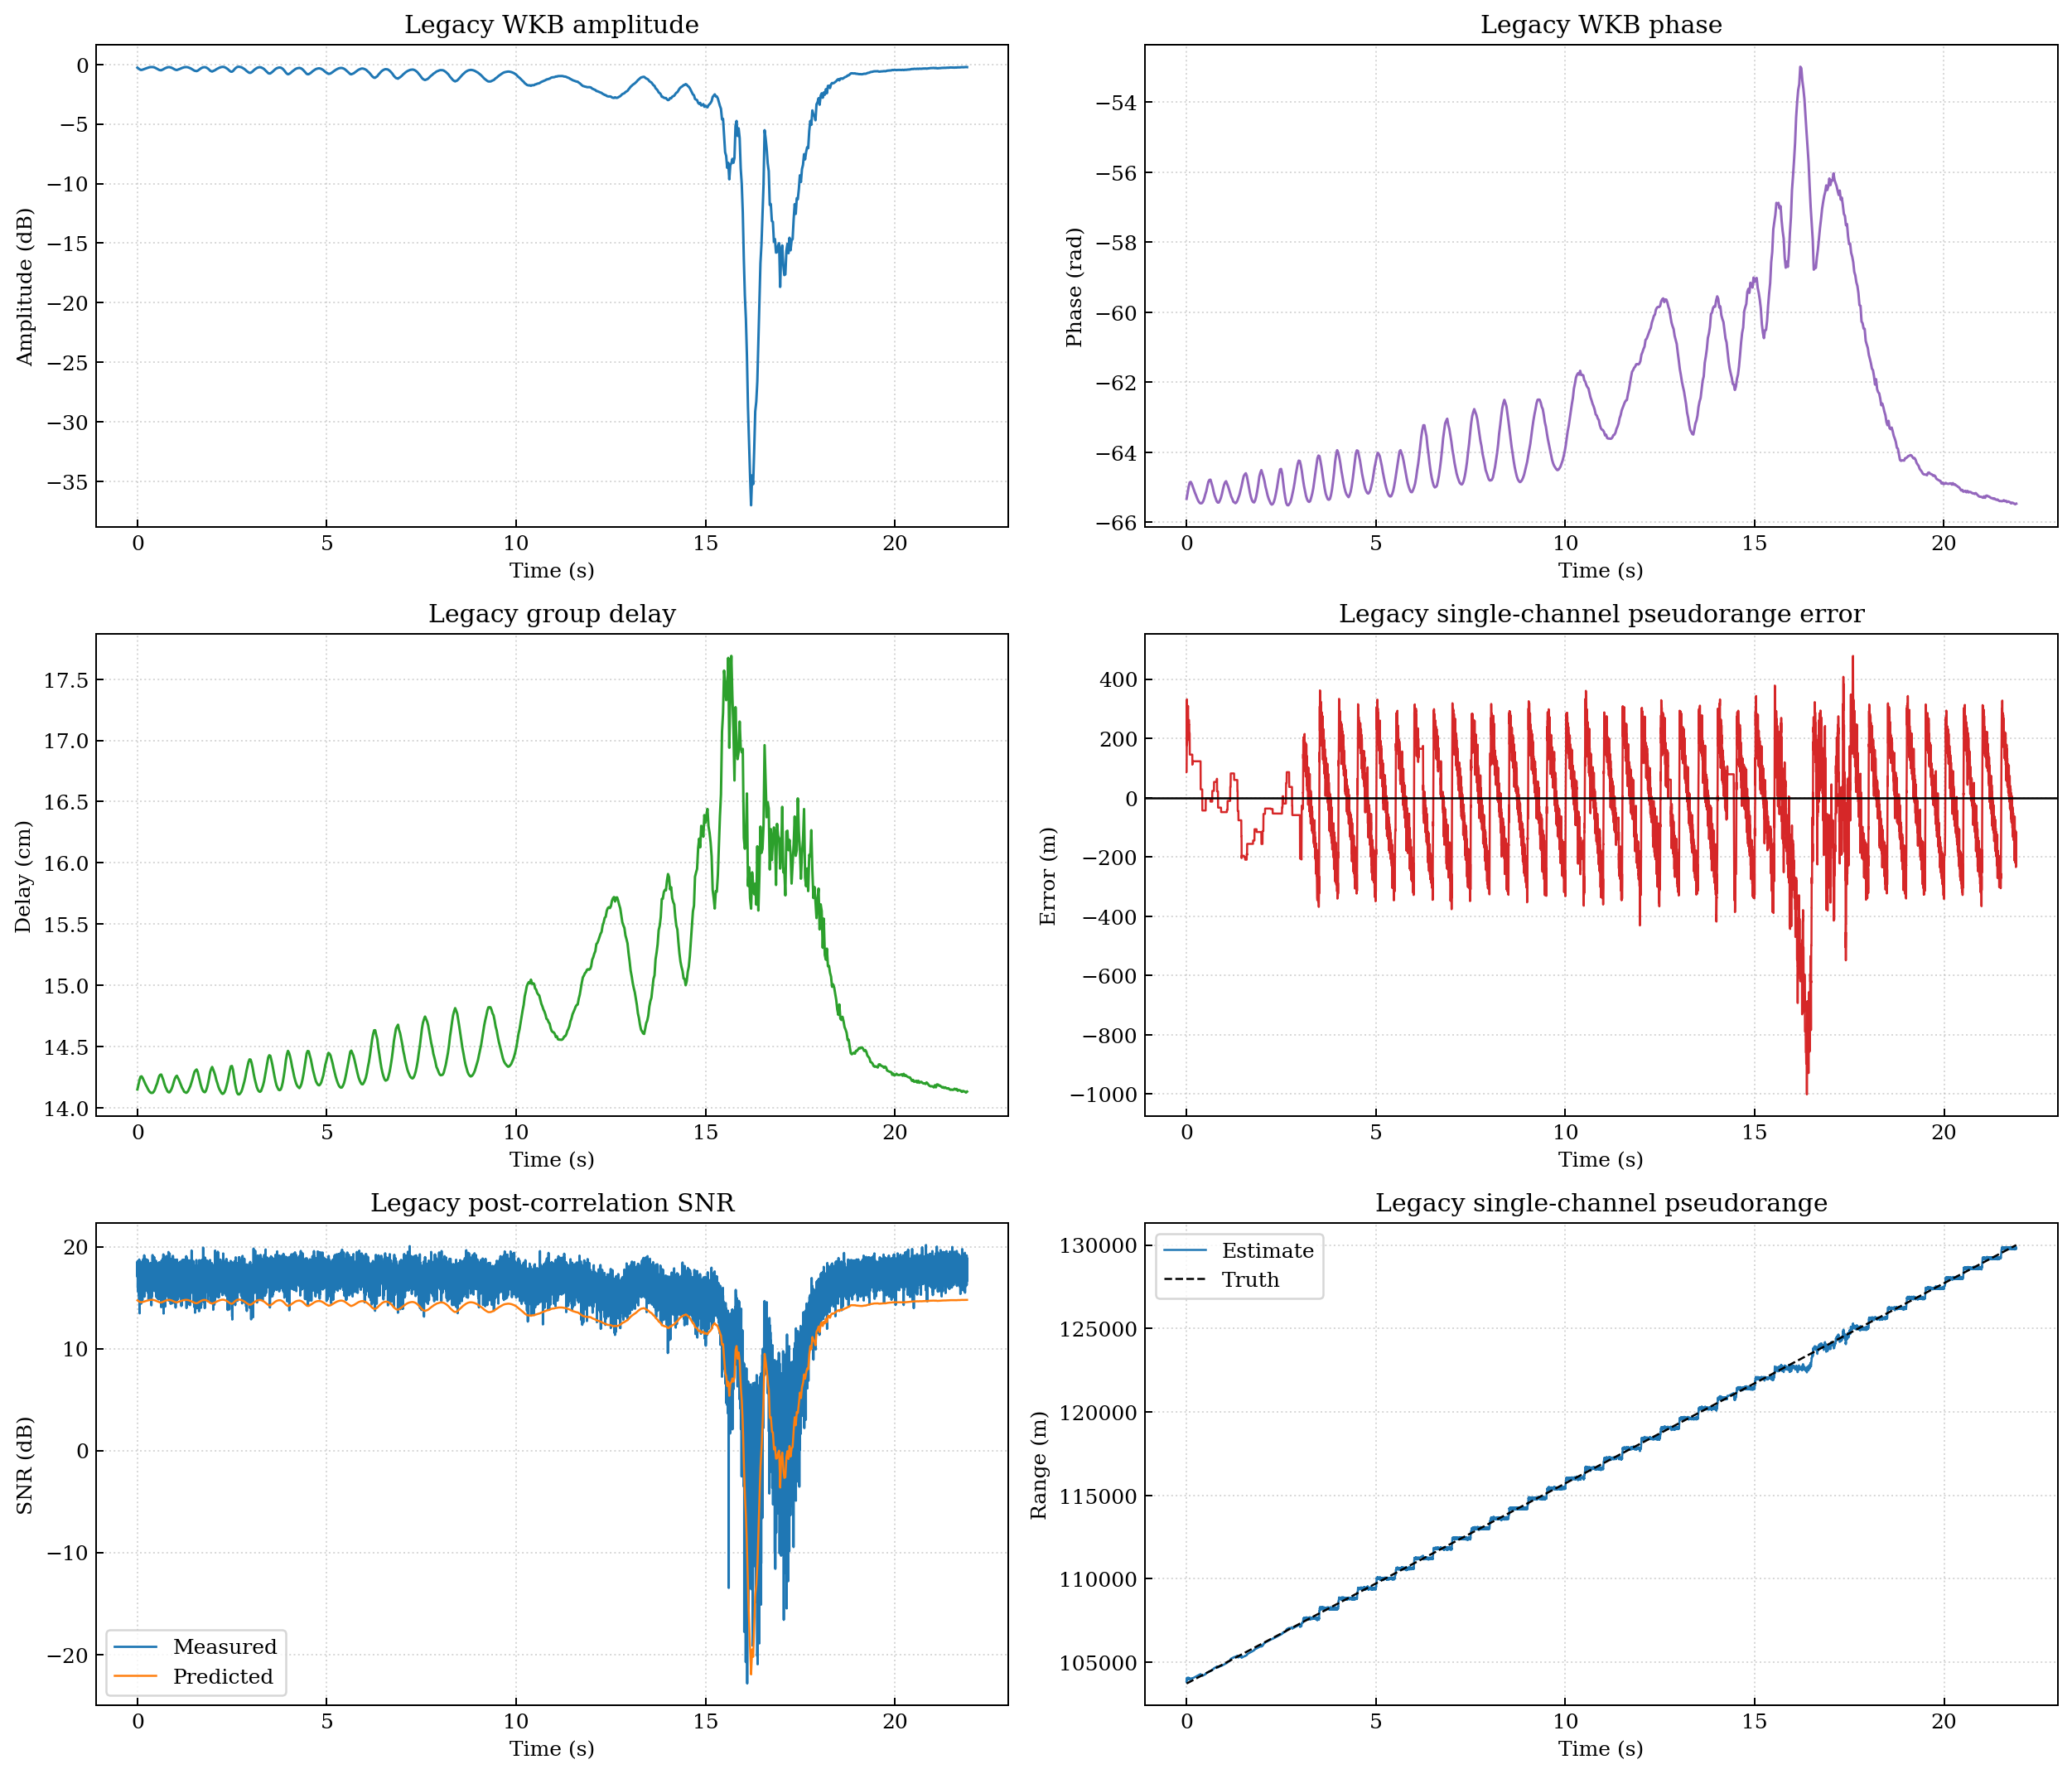 Legacy WKB amplitude
0
−5
−10
−15
−20
−25
−30
−35
Amplitude (dB)
0 5 10 15 20
Time (s)
Legacy WKB phase
−54
−56
−58
−60
−62
−64
−66
Phase (rad)
0 5 10 15 20
Time (s)
Legacy group delay
17.5
17.0
16.5
16.0
15.5
15.0
14.5
14.0
Delay (cm)
0 5 10 15 20
Time (s)
Legacy single-channel pseudorange error
400
200
0
−200
−400
−600
−800
−1000
Error (m)
0 5 10 15 20
Time (s)
Legacy post-correlation SNR
20
10
0
−10
−20
SNR (dB)
Measured
Predicted
0 5 10 15 20
Time (s)
Legacy single-channel pseudorange
Estimate
Truth
130000
125000
120000
115000
110000
105000
Range (m)
0 5 10 15 20
Time (s)